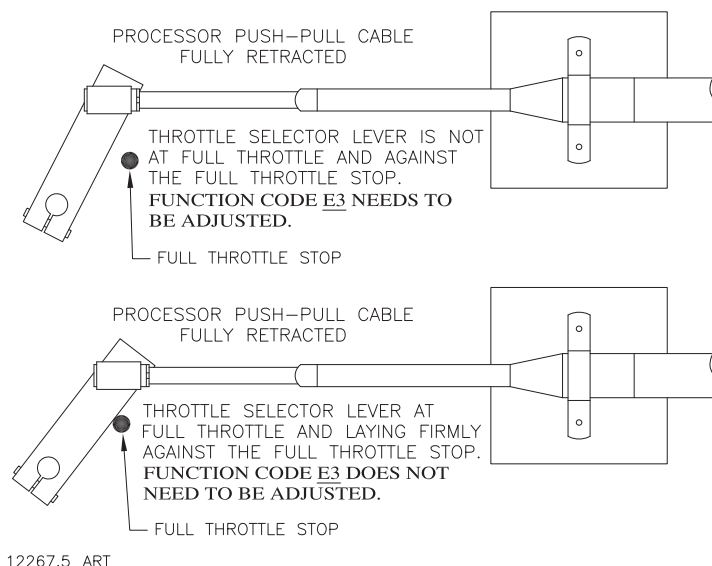 PROCESSOR PUSH-PULL CABLE
FULLY RETRACTED
THROTTLE SELECTOR LEVER IS NOT
AT FULL THROTTLE AND AGAINST
THE FULL THROTTLE STOP.
FUNCTION CODE E3 NEEDS TO
BE ADJUSTED.
FULL THROTTLE STOP
PROCESSOR PUSH-PULL CABLE
FULLY RETRACTED
THROTTLE SELECTOR LEVER AT
FULL THROTTLE AND LAYING FIRMLY
AGAINST THE FULL THROTTLE STOP.
FUNCTION CODE E3 DOES NOT
NEED TO BE ADJUSTED.
FULL THROTTLE STOP
12267.5 ART